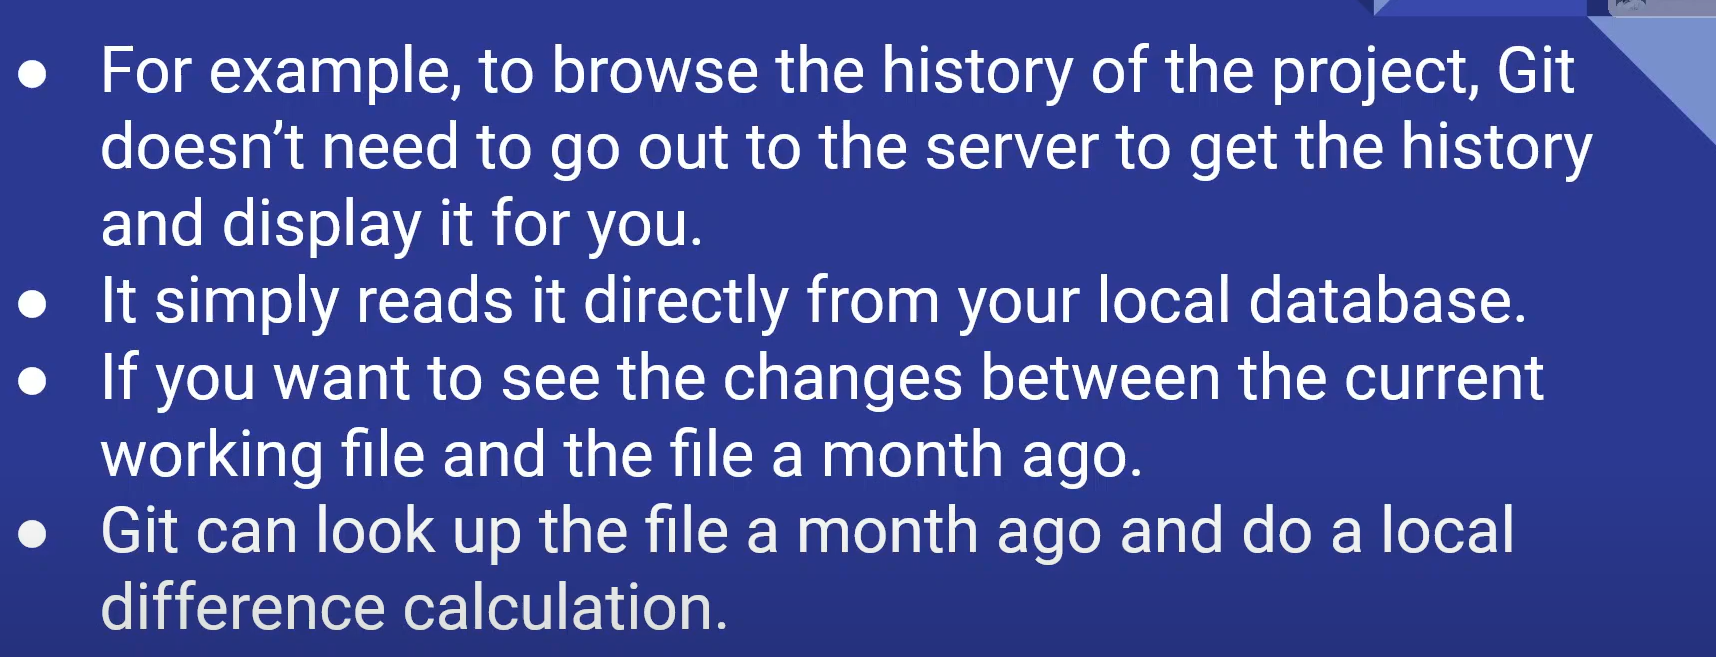 ● For example, to browse the history of the project, Git
doesn’t need to go out to the server to get the history
and display it for you.
● It simply reads it directly from your local database.
● If you want to see the changes between the current
working file and the file a month ago.
● Git can look up the file a month ago and do a local
difference calculation.